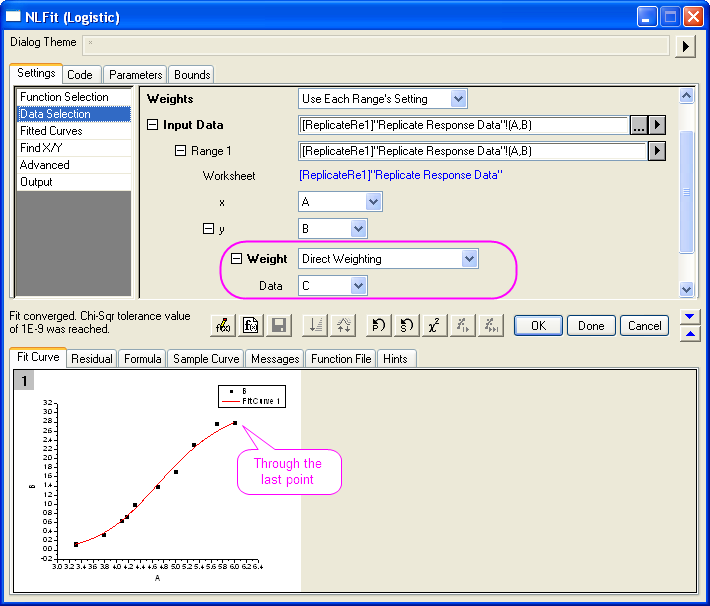 NLFit (Logistic)
Dialog Theme *
Settings Code Parameters Bounds
Function Selection
Data Selection
Fitted Curves
Find X/Y
Advanced
Output
Weights Use Each Range's Setting
Input Data [ReplicateRe1]"Replicate Response Data"!(A,B) ...
Range 1 [ReplicateRe1]"Replicate Response Data"!(A,B)
Worksheet [ReplicateRe1]"Replicate Response Data"
x A
y B
Weight Direct Weighting
Data C
Fit converged. Chi-Sqr tolerance value
of 1E-9 was reached.
OK Done Cancel
Fit Curve Residual Formula Sample Curve Messages Function File Hints
1
B
FitCurve 1
3.2
3.0
2.8
2.6
2.4
2.2
2.0
1.8
1.6
1.4
1.2
1.0
0.8
0.6
0.4
0.2
0.0
-0.2
B
3.0 3.2 3.4 3.6 3.8 4.0 4.2 4.4 4.6 4.8 5.0 5.2 5.4 5.6 5.8 6.0 6.2 6.4
A
Through the
last point